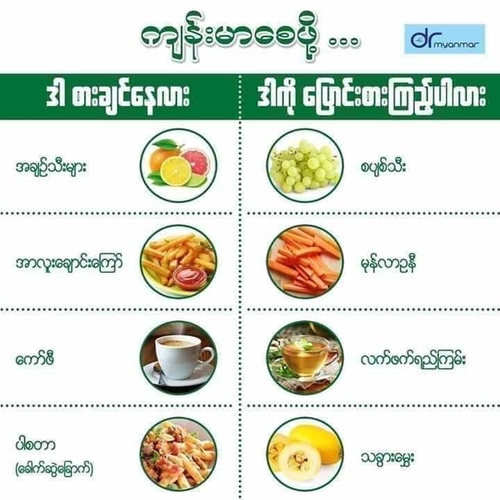 ကျန်းမာစေဖို့ ...
dr myanmar
ဒါ စားချင်နေလား
ဒါကို ပြောင်းစားကြည့်ပါလား
အချဉ်သီးများ
စပျစ်သီး
အာလူးချောင်းကြော်
မုန်လာဥနီ
ကော်ဖီ
လက်ဖက်ရည်ကြမ်း
ပါစတာ
(ခေါက်ဆွဲခြောက်)
သခွားမွှေး